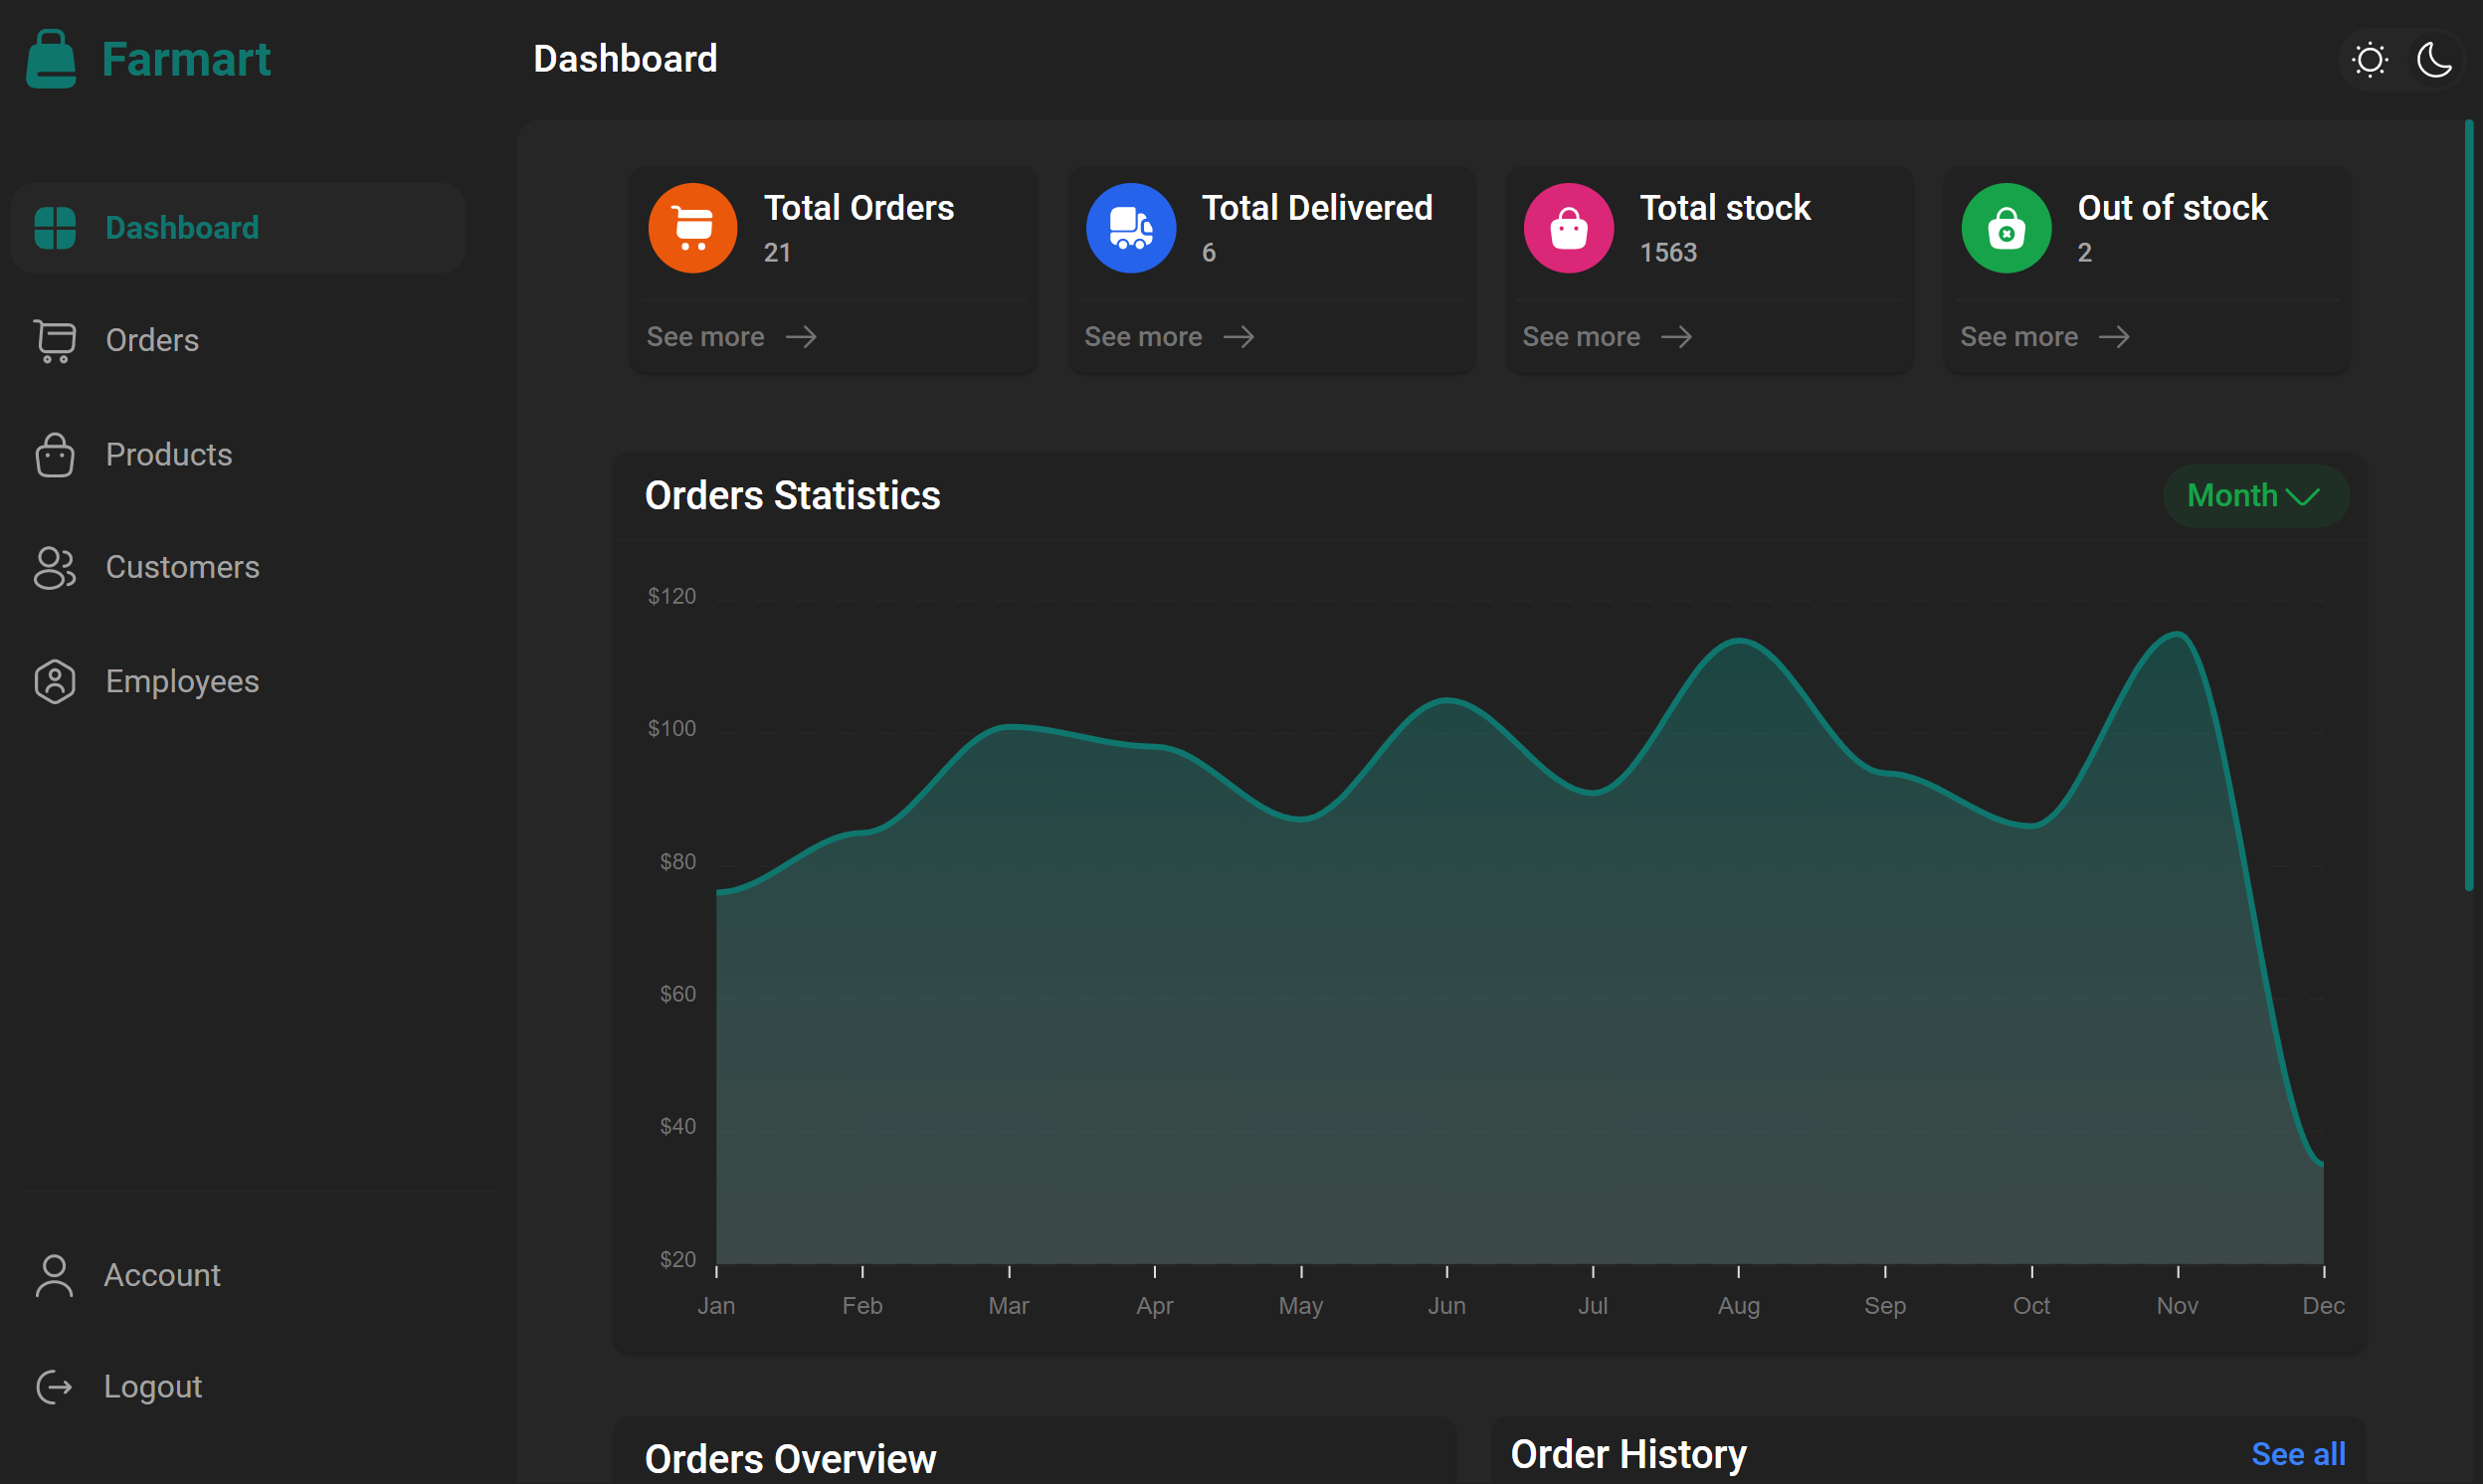 Farmart
Dashboard
Dashboard
Orders
Products
Customers
Employees
Account
Logout
Total Orders
21
See more
Total Delivered
6
See more
Total stock
1563
See more
Out of stock
2
See more
Orders Statistics
Month
$120
$100
$80
$60
$40
$20
Jan Feb Mar Apr May Jun Jul Aug Sep Oct Nov Dec
Orders Overview
Order History
See all